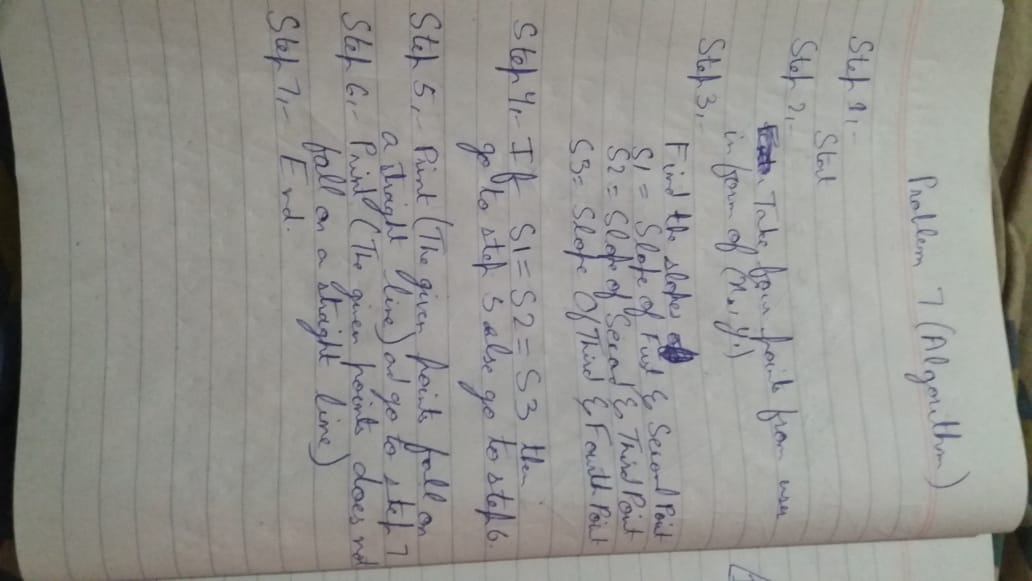 Problem 7 (Algorithm)
Step 1,-
Start
Step 2,-
Take four points from user
in form of (x₀, y₀)
Step 3,-
Find the slopes
S1 = Slope of First & Second Point
S2 = Slope of Second & Third Point
S3 = Slope Of Third & Fourth Point
Step 4,- If S1 = S2 = S3 then
go to step 5 else go to step 6.
Step 5,- Print (The given points fall on
a straight line) and go to step 7
Step 6,- Print (The given points does not
fall on a straight line)
Step 7,- End.